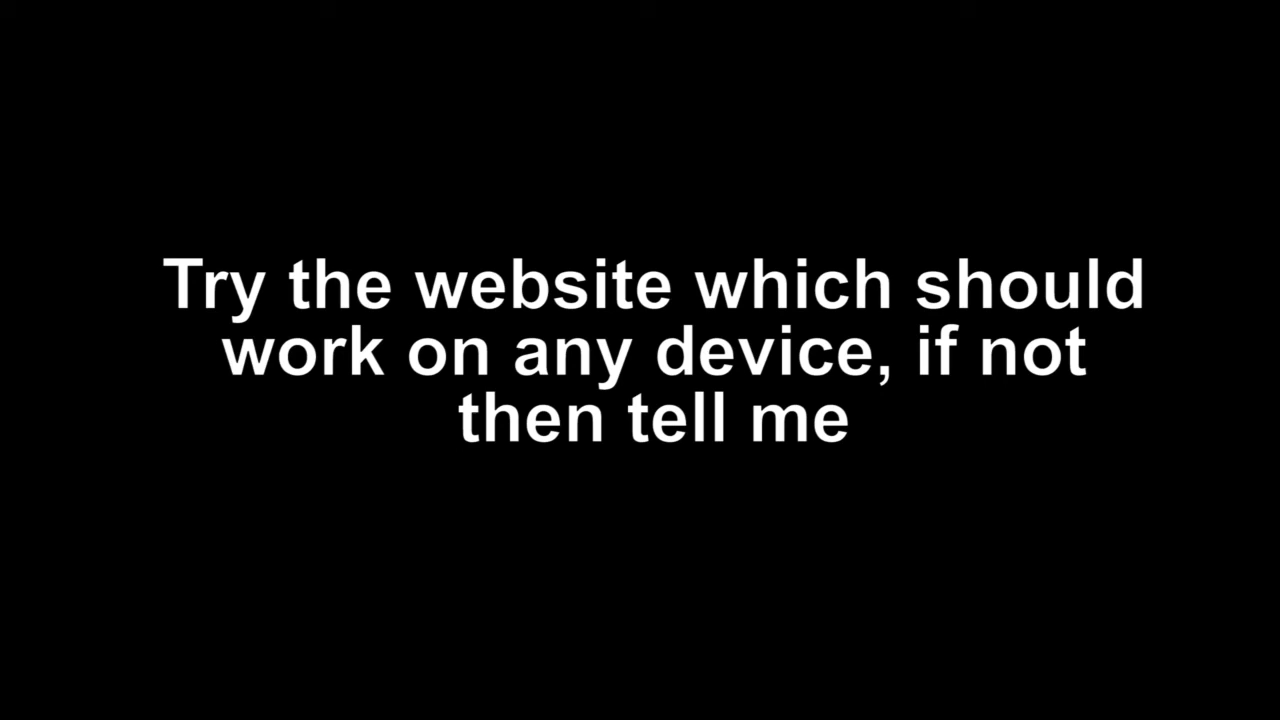 Try the website which should
work on any device, if not
then tell me